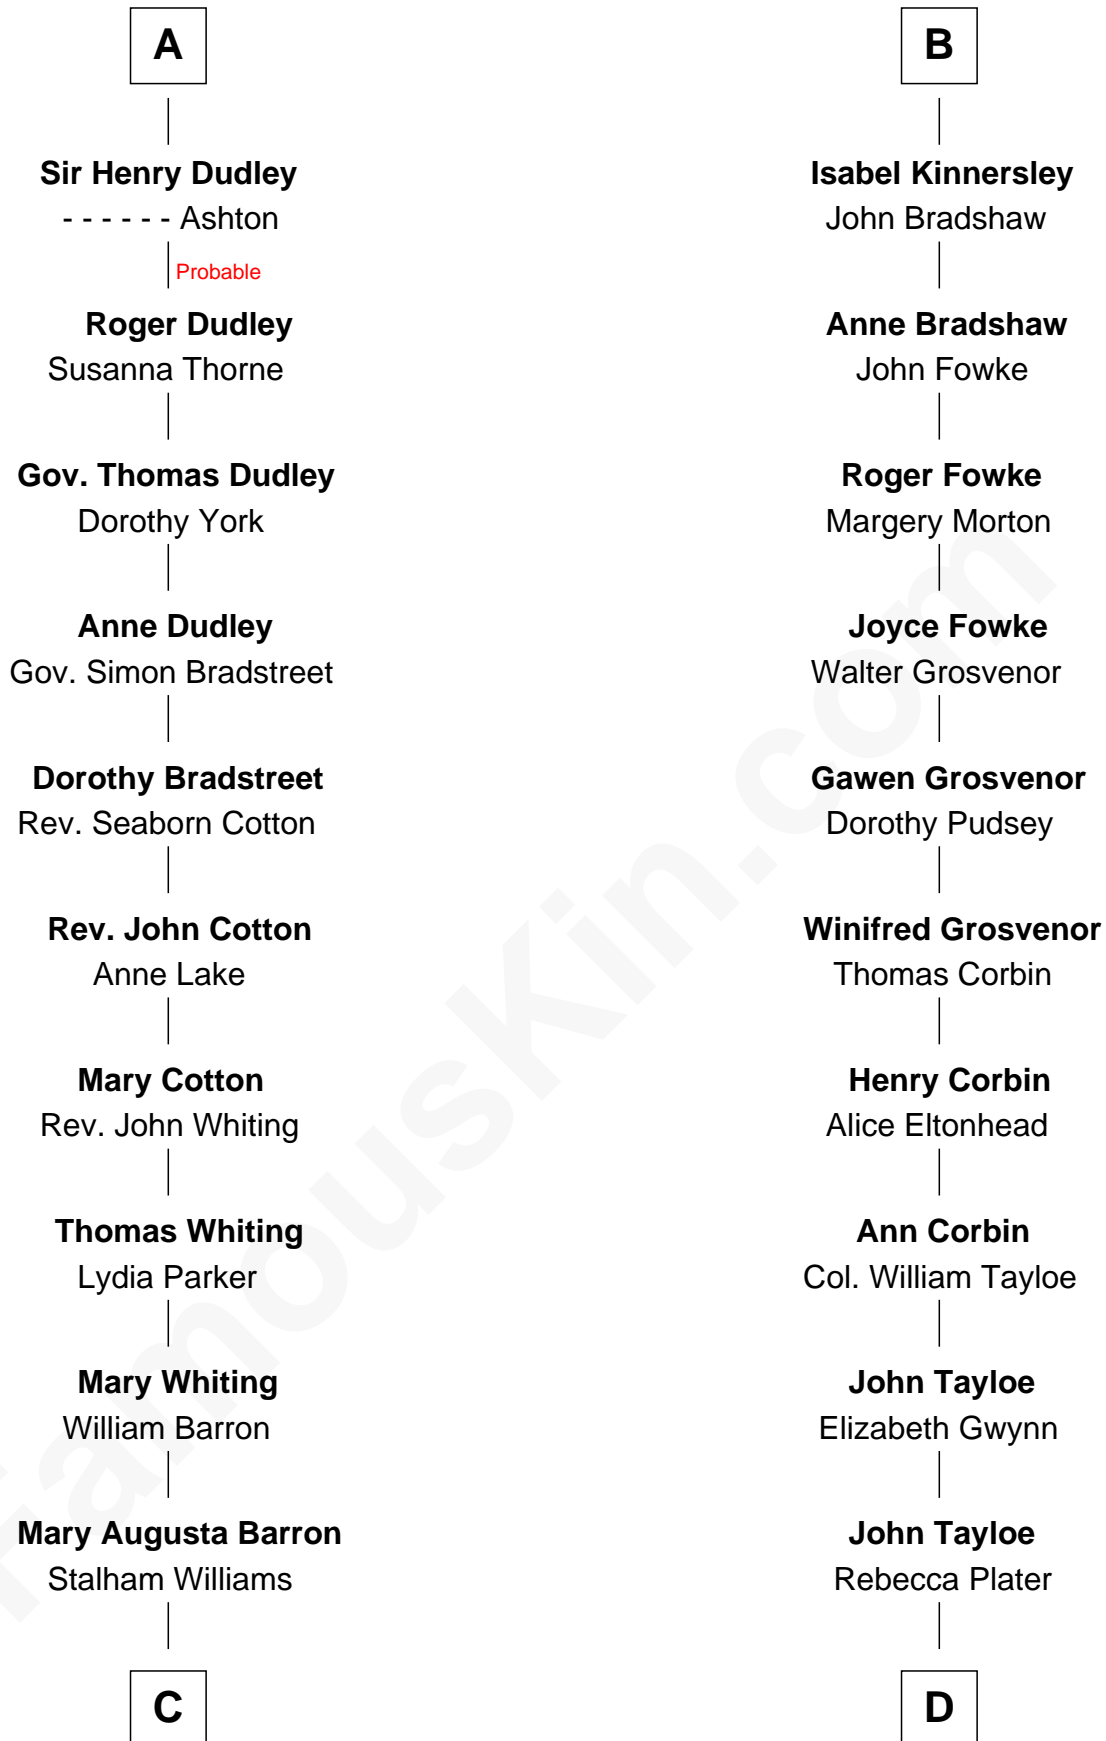 A
Sir Henry Dudley
- - - - - - Ashton
Probable
Roger Dudley
Susanna Thorne
Gov. Thomas Dudley
Dorothy York
Anne Dudley
Gov. Simon Bradstreet
Dorothy Bradstreet
Rev. Seaborn Cotton
Rev. John Cotton
Anne Lake
Mary Cotton
Rev. John Whiting
Thomas Whiting
Lydia Parker
Mary Whiting
William Barron
Mary Augusta Barron
Stalham Williams
C
B
Isabel Kinnersley
John Bradshaw
Anne Bradshaw
John Fowke
Roger Fowke
Margery Morton
Joyce Fowke
Walter Grosvenor
Gawen Grosvenor
Dorothy Pudsey
Winifred Grosvenor
Thomas Corbin
Henry Corbin
Alice Eltonhead
Ann Corbin
Col. William Tayloe
John Tayloe
Elizabeth Gwynn
John Tayloe
Rebecca Plater
D
FamousKin.com